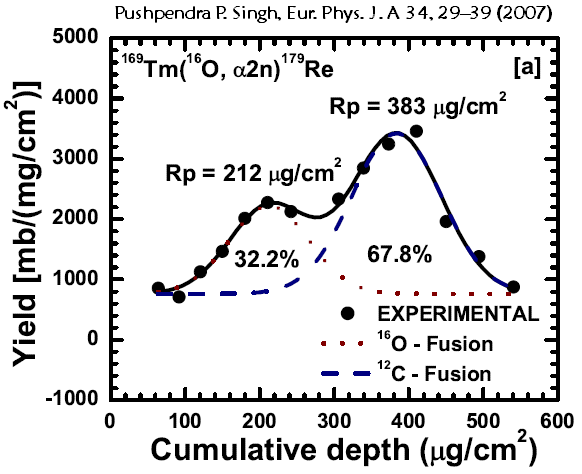 Pushpendra P. Singh, Eur. Phys. J. A 34, 29–39 (2007)
¹⁶⁹Tm(¹⁶O, α2n)¹⁷⁹Re
[a]
Rp = 383 μg/cm²
Rp = 212 μg/cm²
32.2%
67.8%
EXPERIMENTAL
¹⁶O - Fusion
¹²C - Fusion
Yield [mb/(mg/cm²)]
5000
4000
3000
2000
1000
0
-1000
0 100 200 300 400 500 600
Cumulative depth (μg/cm²)